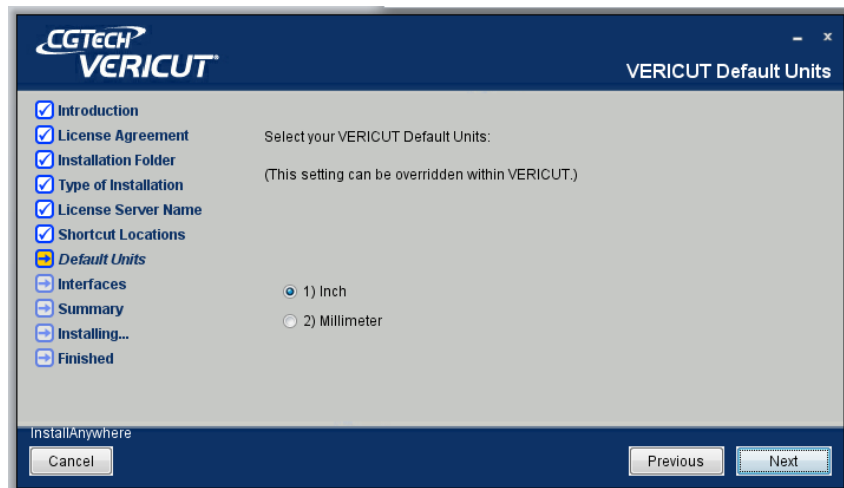 CGTECH
VERICUT
VERICUT Default Units
Introduction
License Agreement
Installation Folder
Type of Installation
License Server Name
Shortcut Locations
Default Units
Interfaces
Summary
Installing...
Finished
Select your VERICUT Default Units:
(This setting can be overridden within VERICUT.)
1) Inch
2) Millimeter
InstallAnywhere
Cancel
Previous
Next